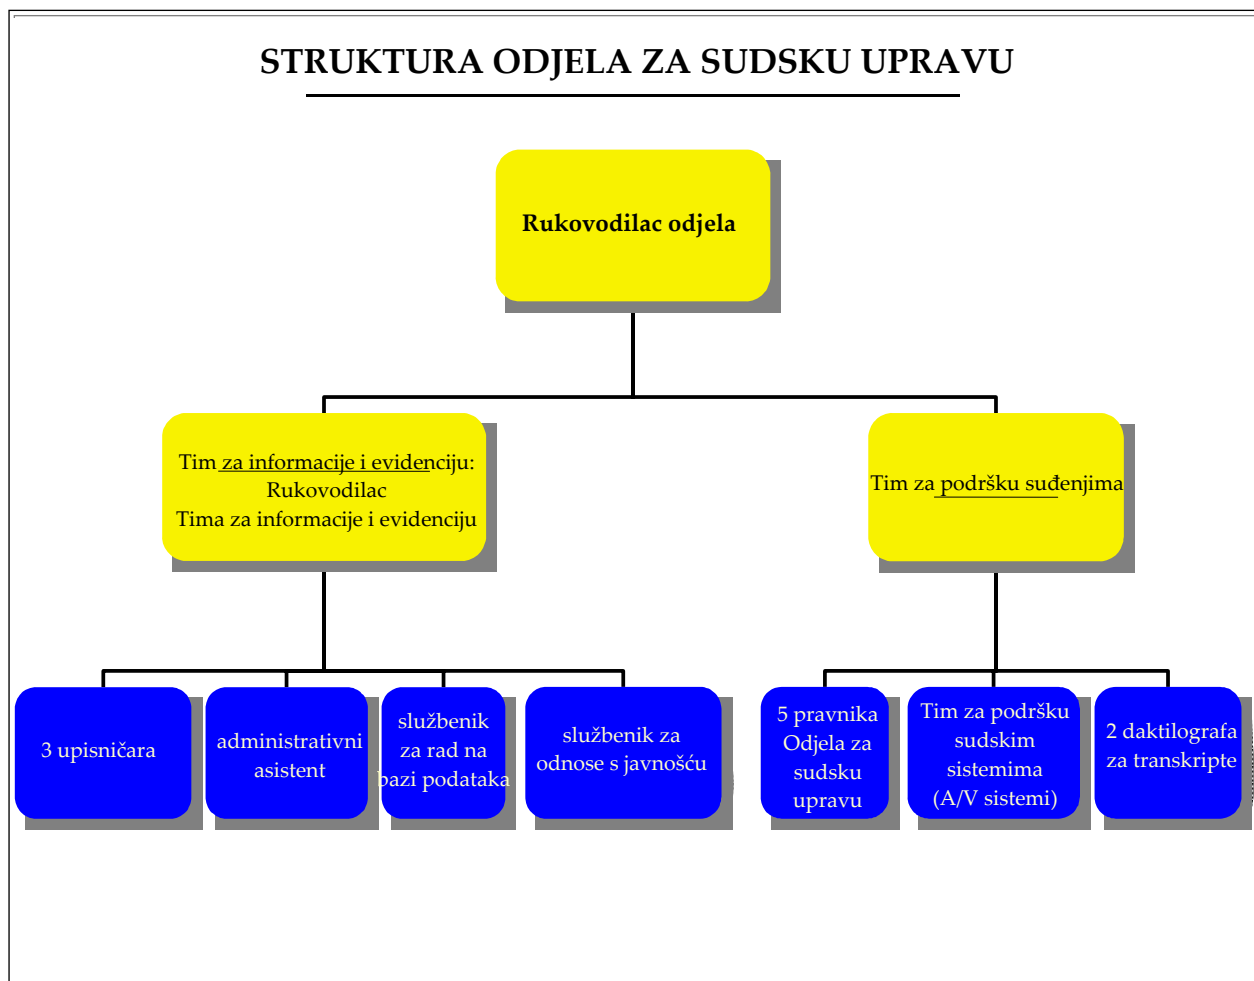 STRUKTURA ODJELA ZA SUDSKU UPRAVU
Rukovodilac odjela
Tim za informacije i evidenciju:
Rukovodilac
Tima za informacije i evidenciju
Tim za podršku suđenjima
3 upisničara
administrativni
asistent
službenik
za rad na
bazi podataka
službenik za
odnose s javnošću
5 pravnika
Odjela za
sudsku
upravu
Tim za podršku
sudskim
sistemima
(A/V sistemi)
2 daktilografa
za transkripte